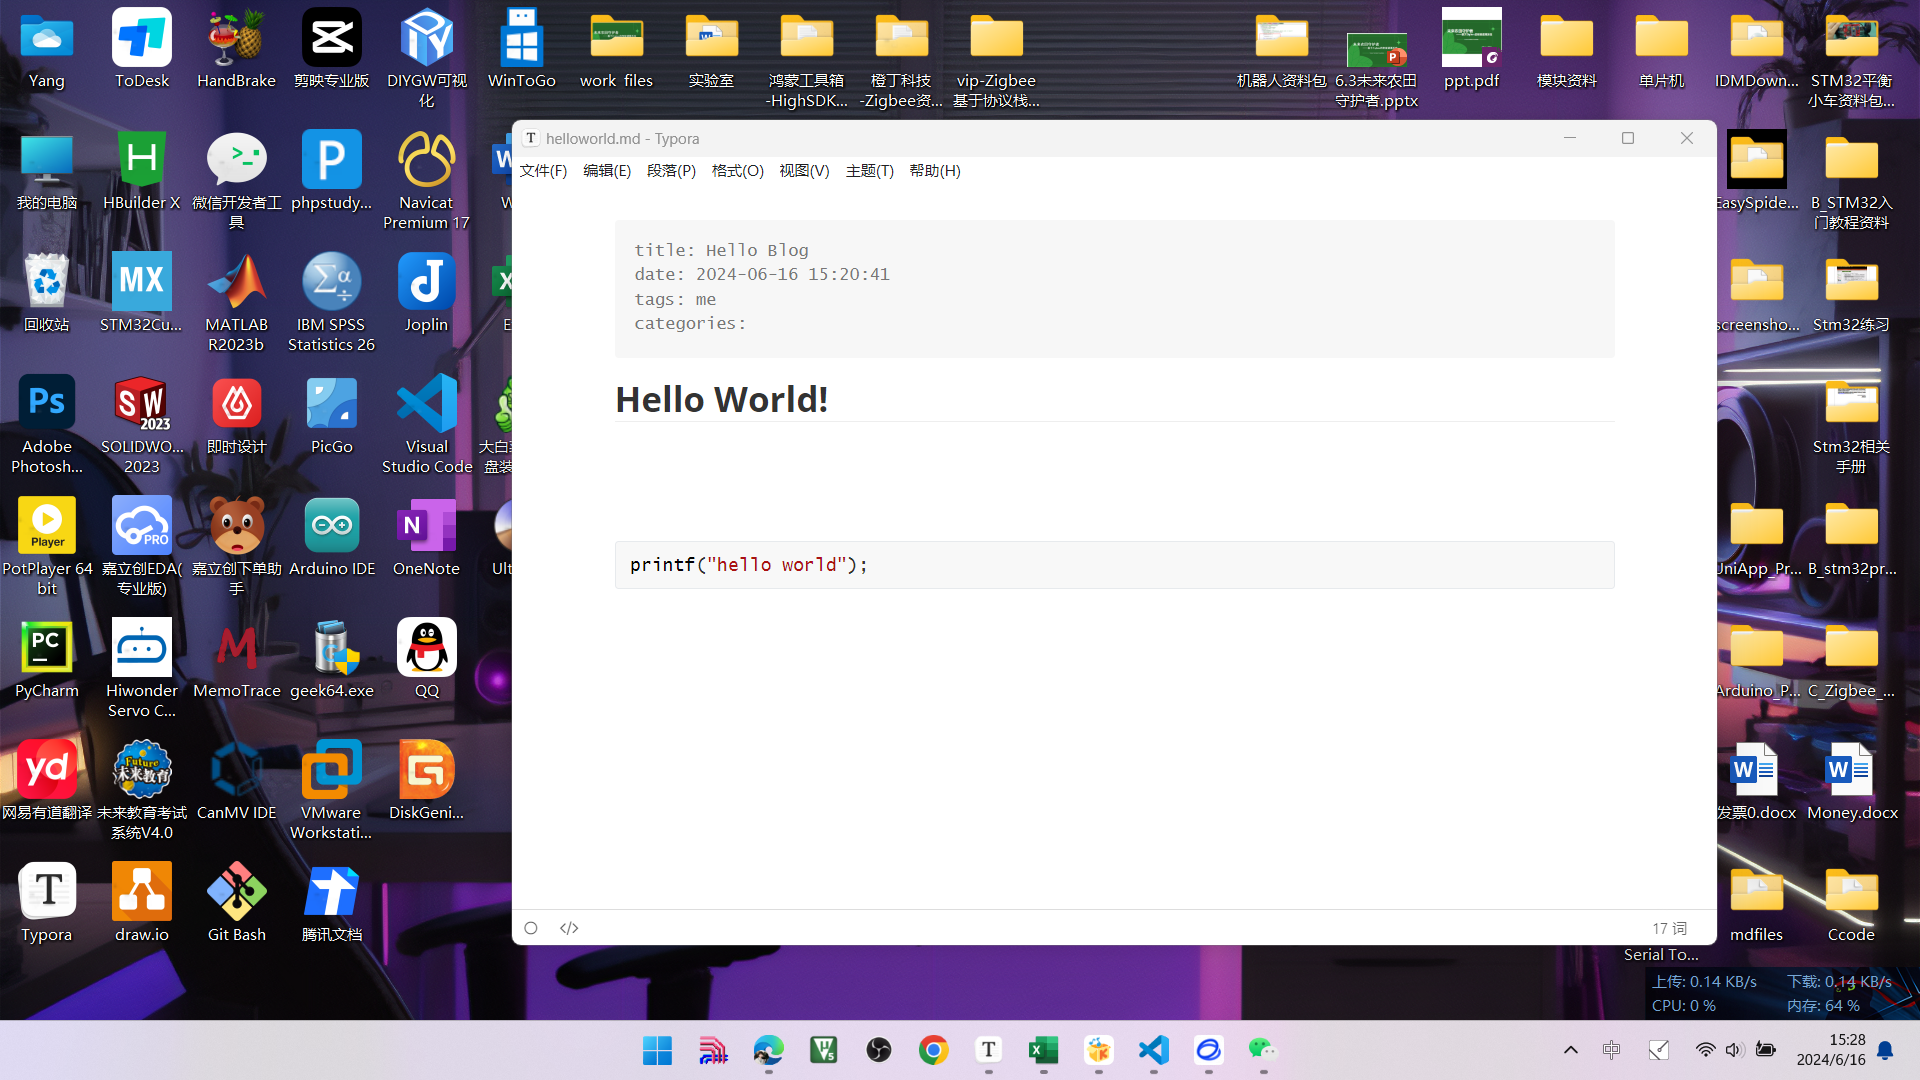 Yang
ToDesk
HandBrake
剪映专业版
DIYGW可视
化
WinToGo
work files
实验室
鸿蒙工具箱
-HighSDK...
橙丁科技
-Zigbee资...
vip-Zigbee
基于协议栈...
机器人资料包
6.3未来农田
守护者.pptx
ppt.pdf
模块资料
单片机
IDMDown...
STM32平衡
小车资料包...
我的电脑
HBuilder X
微信开发者工
具
phpstudy...
Navicat
Premium 17
EasySpide...
B_STM32入
门教程资料
回收站
MX
STM32Cu...
MATLAB
R2023b
IBM SPSS
Statistics 26
Joplin
screensho...
Stm32练习
Ps
Adobe
Photosh...
SW
2023
SOLIDWO...
2023
即时设计
PicGo
Visual
Studio Code
大白
盘装
Stm32相关
手册
Player
PotPlayer 64
bit
PRO
嘉立创EDA(
专业版)
嘉立创下单助
手
Arduino IDE
N
OneNote
Ult
UniApp_Pr...
B_stm32pr...
PC
PyCharm
Hiwonder
Servo C...
MemoTrace
geek64.exe
QQ
Arduino_P...
C_Zigbee_...
yd
网易有道翻译
Future
未来教育
未来教育考试
系统V4.0
CanMV IDE
VMware
Workstati...
DiskGeni...
发票0.docx
Money.docx
T
Typora
draw.io
Git Bash
腾讯文档
mdfiles
Ccode
Serial To...
helloworld.md - Typora
文件(F) 编辑(E) 段落(P) 格式(O) 视图(V) 主题(T) 帮助(H)
title: Hello Blog
date: 2024-06-16 15:20:41
tags: me
categories:
Hello World!
printf("hello world");
17 词
上传: 0.14 KB/s 下载: 0.14 KB/s
CPU: 0 % 内存: 64 %
中
15:28
2024/6/16